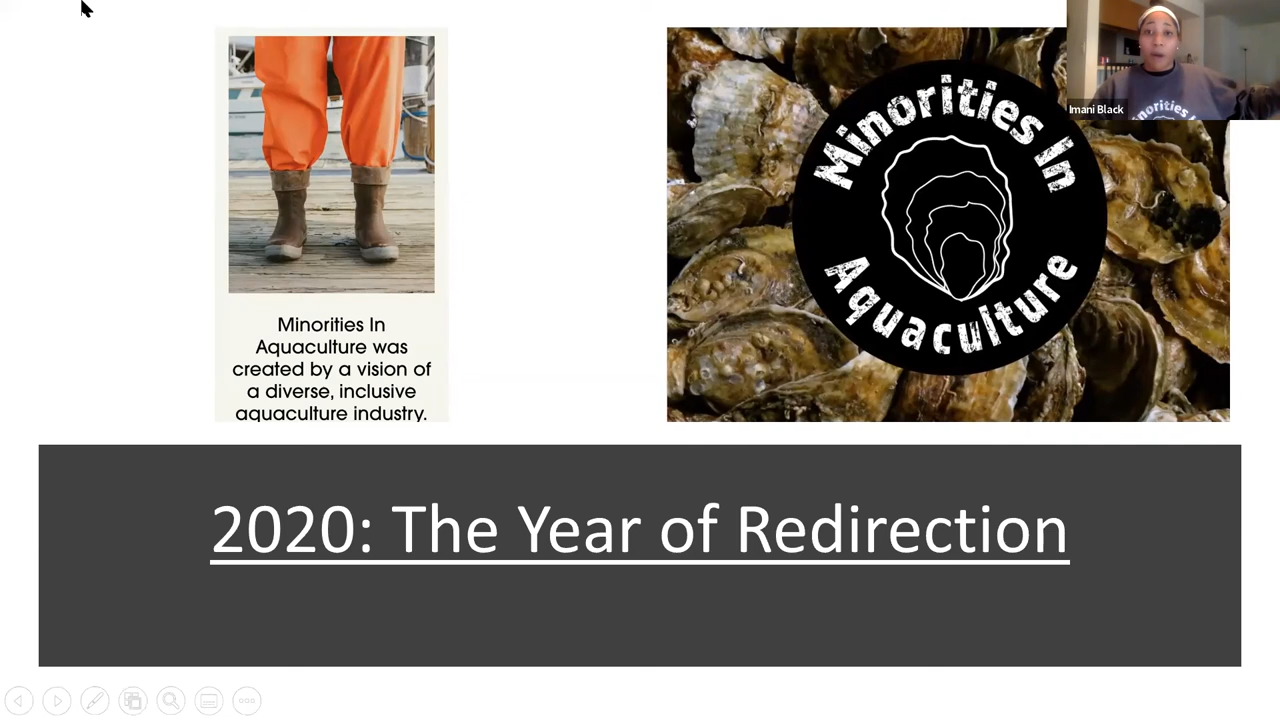 Minorities In
Aquaculture was
created by a vision of
a diverse, inclusive
aquaculture industry.
Minorities In
Aquaculture
Imani Black
inorities
2020: The Year of Redirection